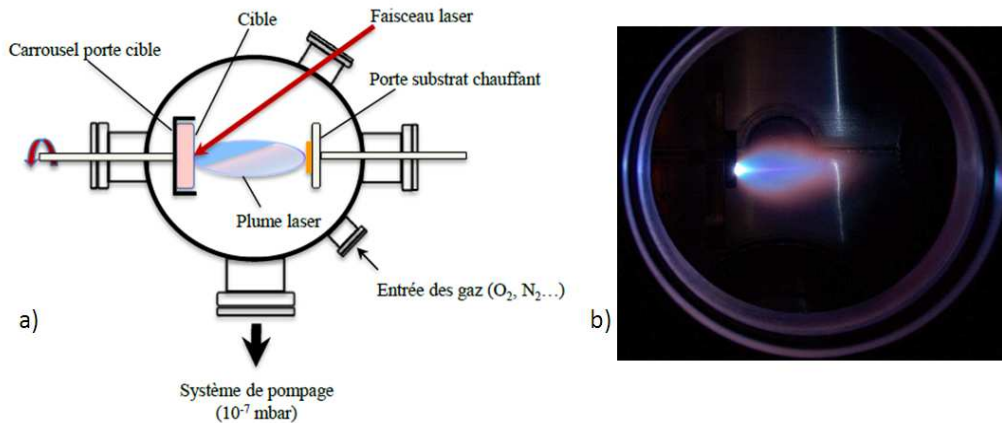 Cible
Faisceau laser
Carrousel porte cible
Porte substrat chauffant
Plume laser
Entrée des gaz (O₂, N₂…)
a)
b)
Système de pompage
(10⁻⁷ mbar)